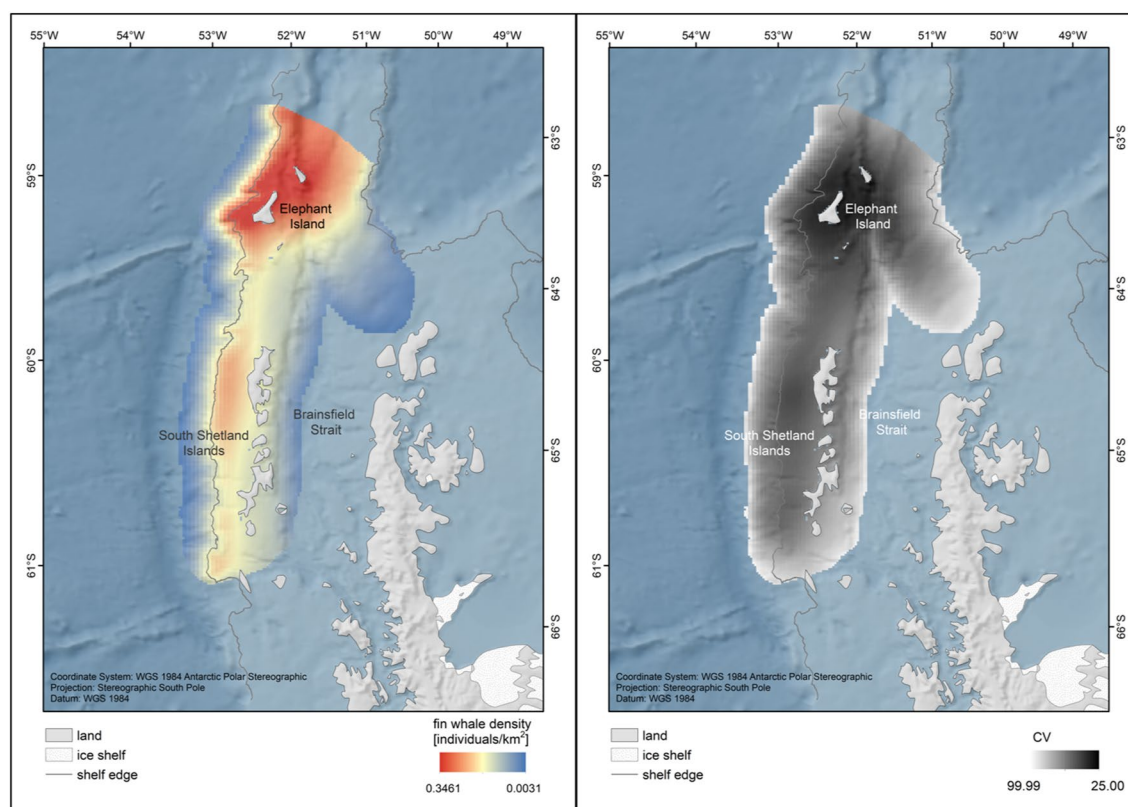 55°W 54°W 53°W 52°W 51°W 50°W 49°W
63°S
59°S
Elephant
Island
64°S
60°S
Brainsfield
Strait
South Shetland
Islands
65°S
61°S
66°S
Coordinate System: WGS 1984 Antarctic Polar Stereographic
Projection: Stereographic South Pole
Datum: WGS 1984
land
ice shelf
shelf edge
fin whale density
[individuals/km²]
0.3461 0.0031
55°W 54°W 53°W 52°W 51°W 50°W 49°W
63°S
59°S
Elephant
Island
64°S
60°S
Brainsfield
Strait
South Shetland
Islands
65°S
61°S
66°S
Coordinate System: WGS 1984 Antarctic Polar Stereographic
Projection: Stereographic South Pole
Datum: WGS 1984
land
ice shelf
shelf edge
CV
99.99 25.00